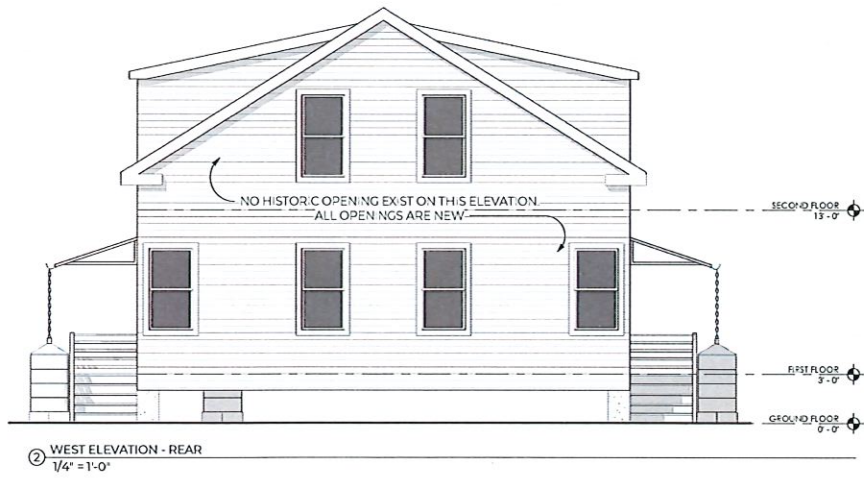 NO HISTORIC OPENING EXIST ON THIS ELEVATION.
ALL OPENINGS ARE NEW
SECOND FLOOR
13' - 0"
FIRST FLOOR
3' - 0"
GROUND FLOOR
0' - 0"
2 WEST ELEVATION - REAR
1/4" = 1'-0"